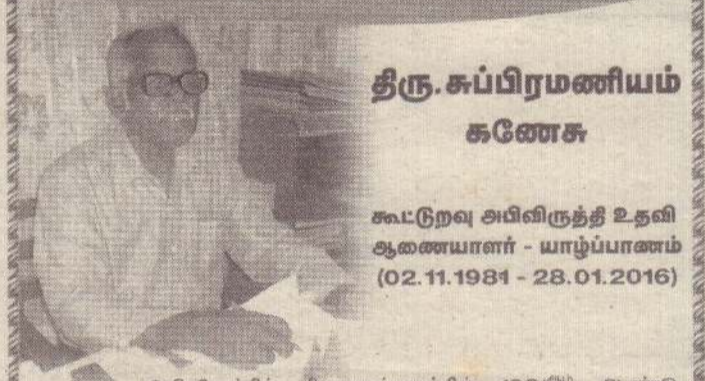 திரு.சுப்பிரமணியம்
கணேசு
கூட்டுறவு அபிவிருத்தி உதவி
ஆணையாளர் - யாழ்ப்பாணம்
(02.11.1981 - 28.01.2016)